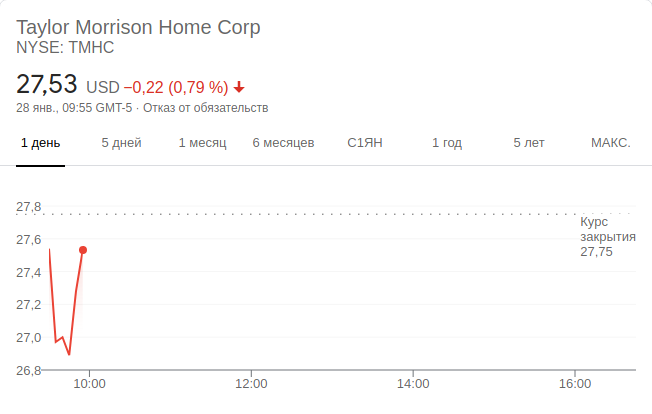 Taylor Morrison Home Corp
NYSE: TMHC
27,53 USD −0,22 (0,79 %)
28 янв., 09:55 GMT-5 · Отказ от обязательств
1 день 5 дней 1 месяц 6 месяцев С1ЯН 1 год 5 лет МАКС.
27,8
Курс
закрытия
27,75
27,6
27,4
27,2
27,0
26,8
10:00 12:00 14:00 16:00